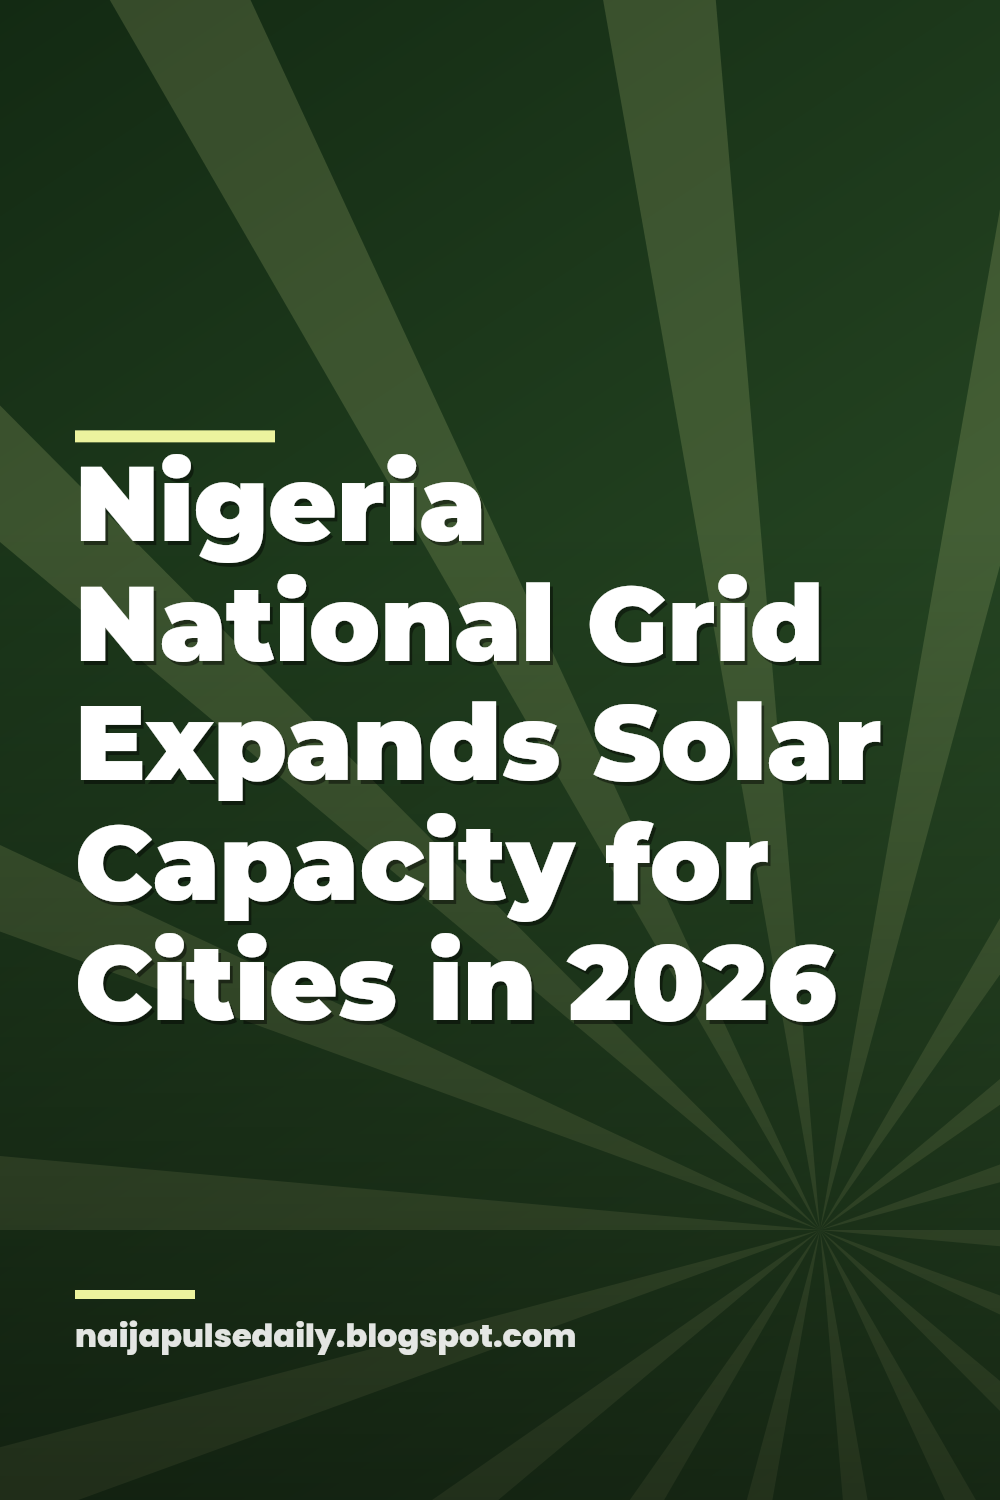 Nigeria
National Grid
Expands Solar
Capacity for
Cities in 2026
naijapulsedaily.blogspot.com